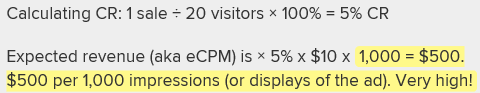 Calculating CR: 1 sale ÷ 20 visitors × 100% = 5% CR
Expected revenue (aka eCPM) is × 5% x $10 x 1,000 = $500.
$500 per 1,000 impressions (or displays of the ad). Very high!